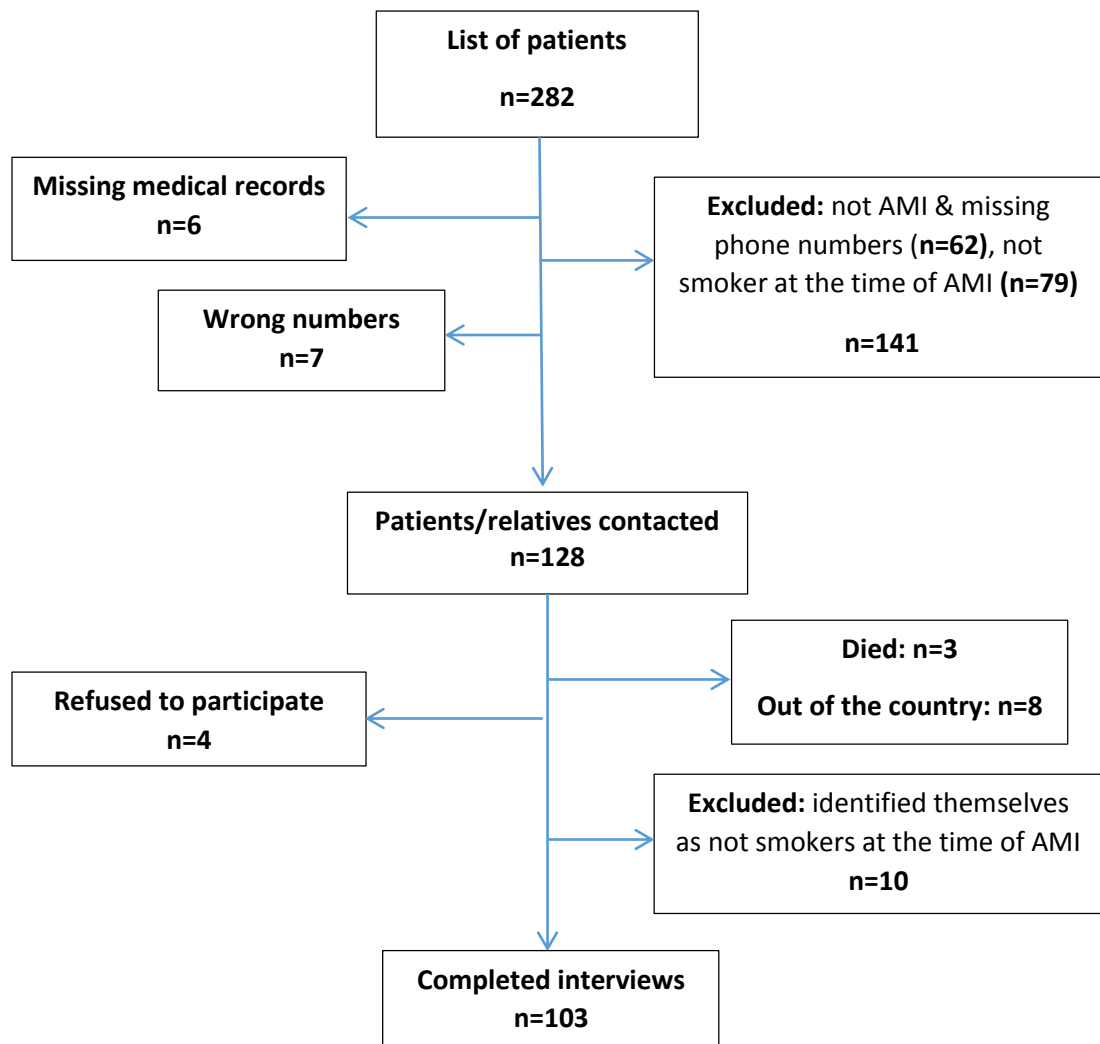 List of patients
n=282
Missing medical records
n=6
Excluded: not AMI & missing
phone numbers (n=62), not
smoker at the time of AMI (n=79)
n=141
Wrong numbers
n=7
Patients/relatives contacted
n=128
Died: n=3
Out of the country: n=8
Refused to participate
n=4
Excluded: identified themselves
as not smokers at the time of AMI
n=10
Completed interviews
n=103